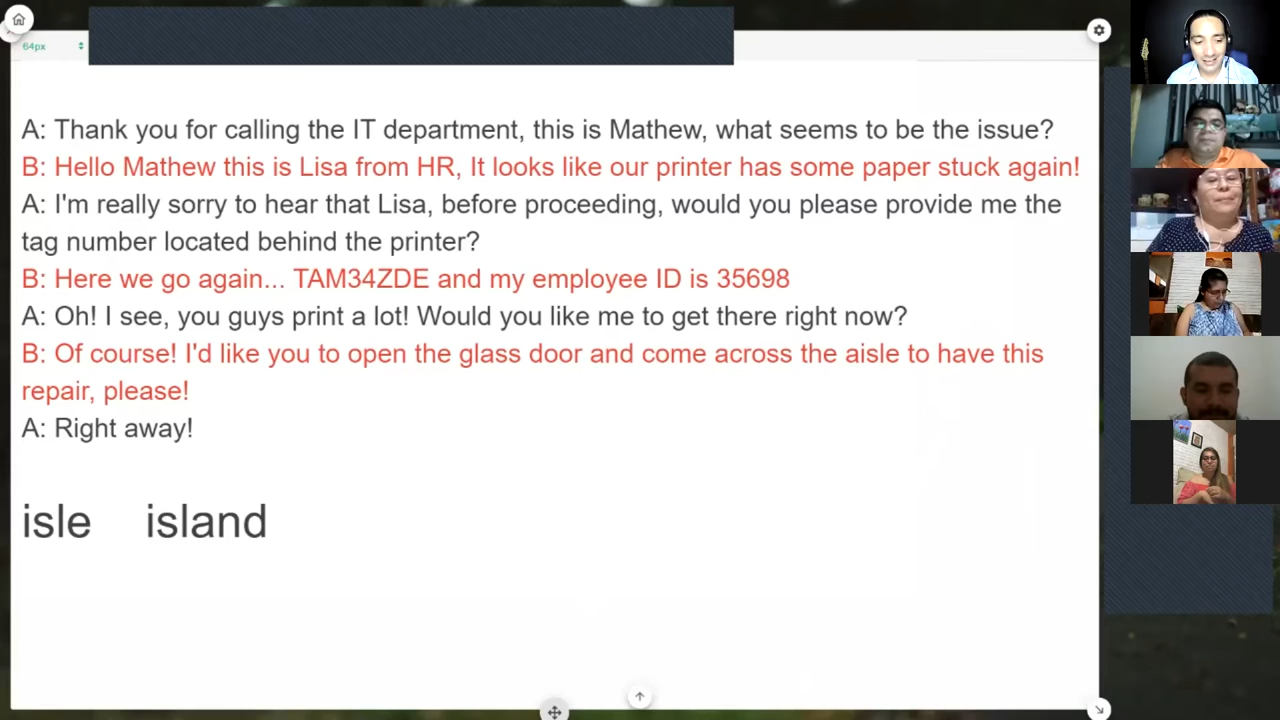 64px
A: Thank you for calling the IT department, this is Mathew, what seems to be the issue?
B: Hello Mathew this is Lisa from HR, It looks like our printer has some paper stuck again!
A: I'm really sorry to hear that Lisa, before proceeding, would you please provide me the
tag number located behind the printer?
B: Here we go again... TAM34ZDE and my employee ID is 35698
A: Oh! I see, you guys print a lot! Would you like me to get there right now?
B: Of course! I'd like you to open the glass door and come across the aisle to have this
repair, please!
A: Right away!
isle island